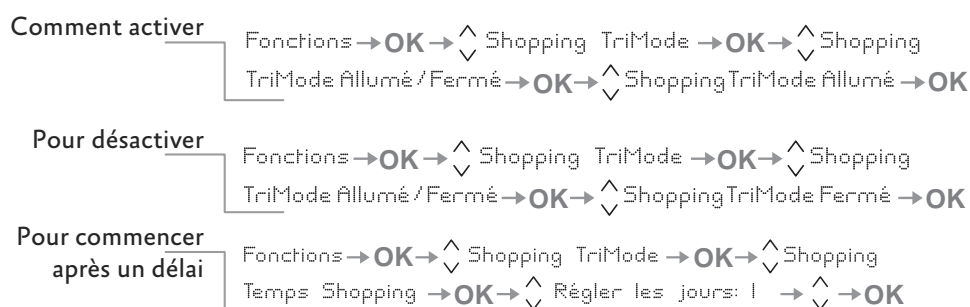 Comment activer
Fonctions → OK → Shopping TriMode → OK → Shopping
TriMode Allumé / Fermé → OK → Shopping TriMode Allumé → OK
Pour désactiver
Fonctions → OK → Shopping TriMode → OK → Shopping
TriMode Allumé / Fermé → OK → Shopping TriMode Fermé → OK
Pour commencer
après un délai
Fonctions → OK → Shopping TriMode → OK → Shopping
Temps Shopping → OK → Régler les jours: 1 → → OK